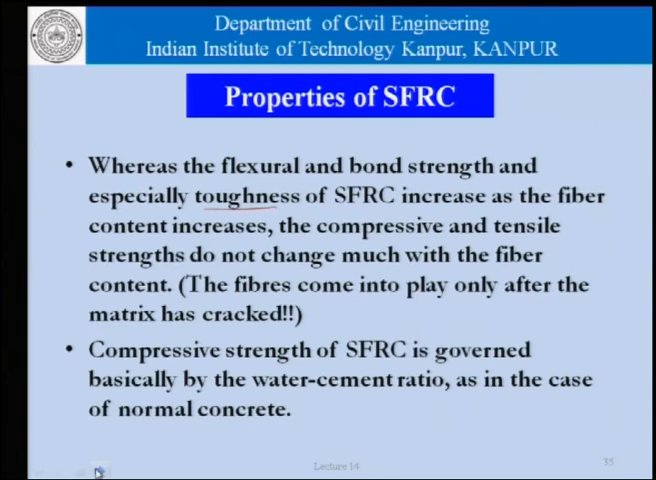 Department of Civil Engineering
Indian Institute of Technology Kanpur, KANPUR
Properties of SFRC
• Whereas the flexural and bond strength and
especially toughness of SFRC increase as the fiber
content increases, the compressive and tensile
strengths do not change much with the fiber
content. (The fibres come into play only after the
matrix has cracked!!)
• Compressive strength of SFRC is governed
basically by the water-cement ratio, as in the case
of normal concrete.
Lecture 14
35